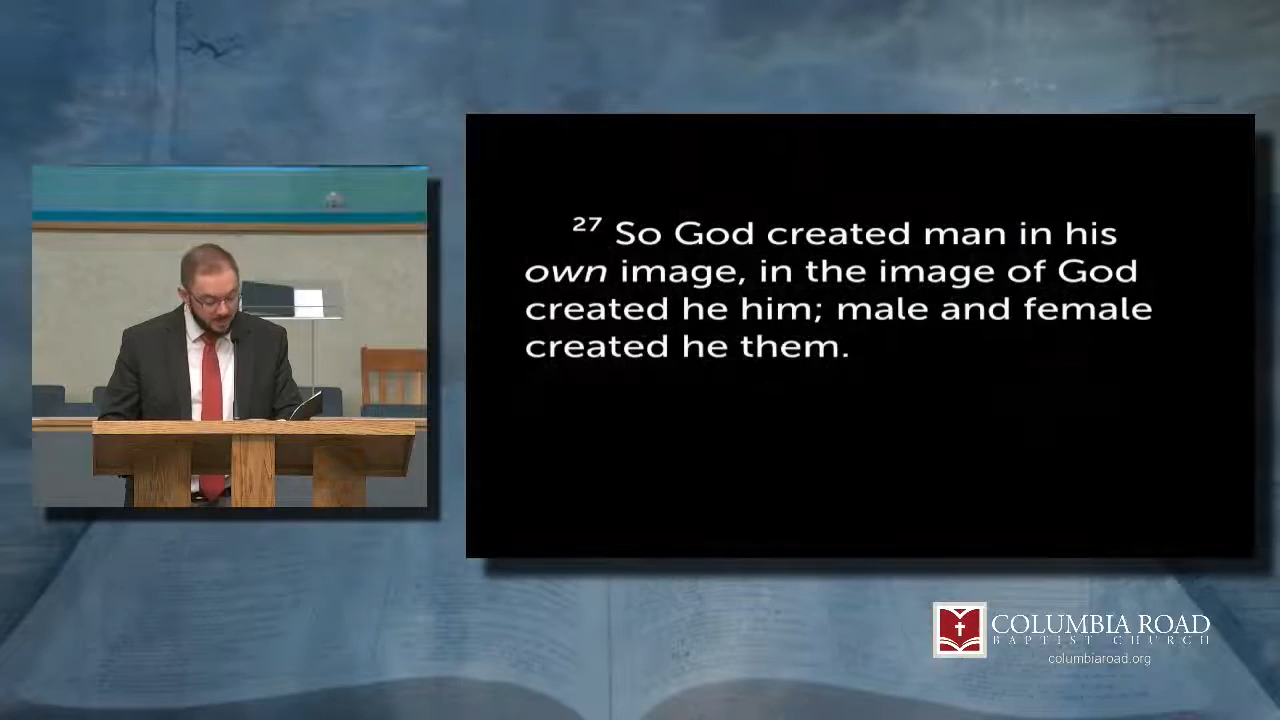 27 So God created man in his
own image, in the image of God
created he him; male and female
created he them.
COLUMBIA ROAD
BAPTIST CHURCH
columbiaroad.org